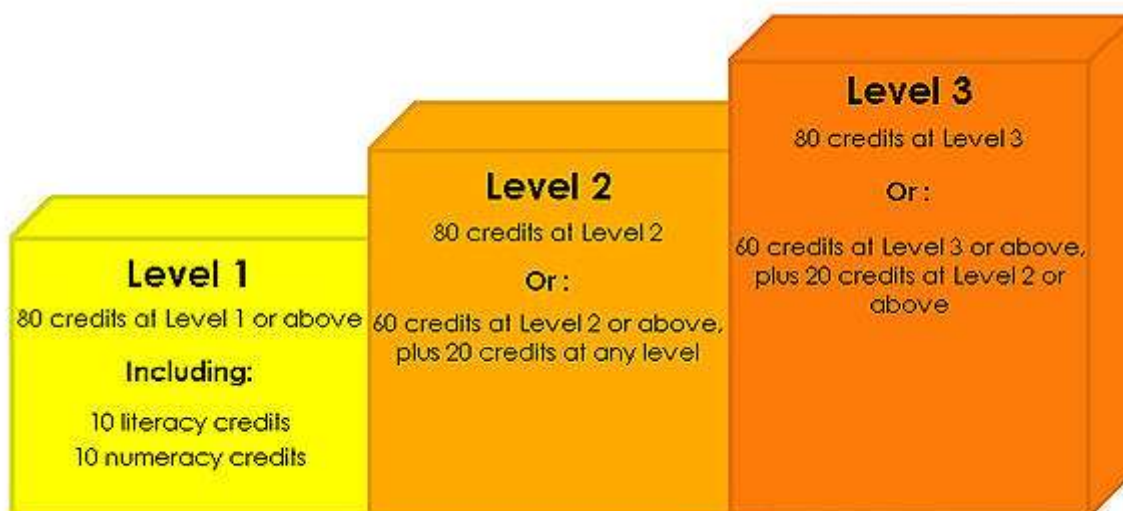 Level 1
80 credits at Level 1 or above
Including:
10 literacy credits
10 numeracy credits
Level 2
80 credits at Level 2
Or :
60 credits at Level 2 or above,
plus 20 credits at any level
Level 3
80 credits at Level 3
Or :
60 credits at Level 3 or above,
plus 20 credits at Level 2 or
above